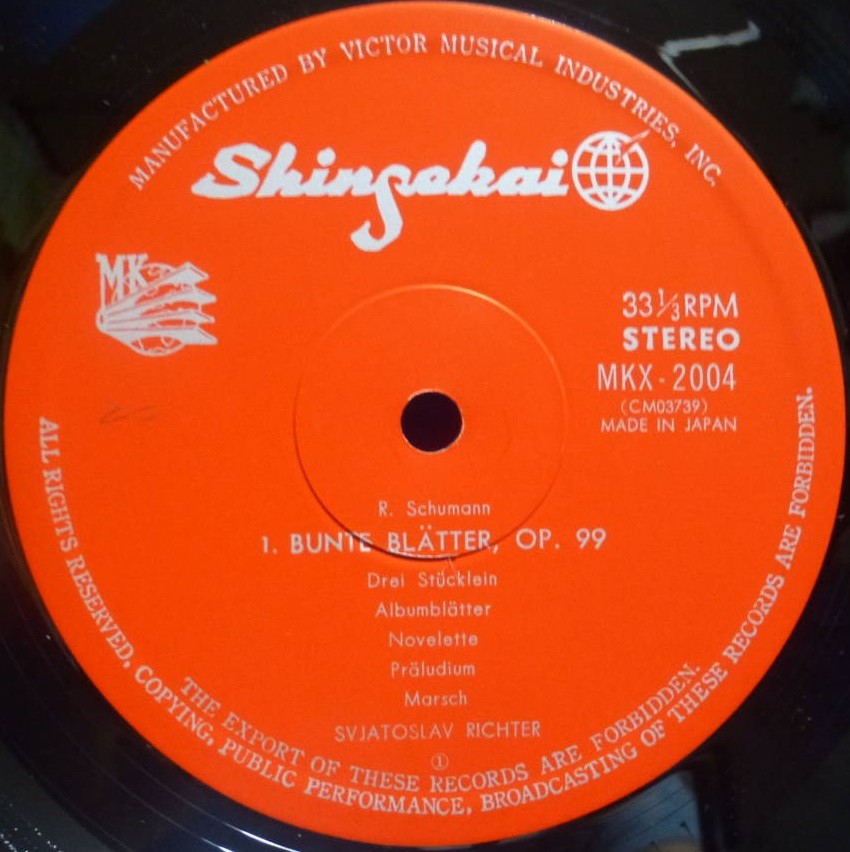 MANUFACTURED BY VICTOR MUSICAL INDUSTRIES, INC.
Shinsekai
MK
33 1/3 RPM
STEREO
MKX-2004
(CM03739)
MADE IN JAPAN
R. Schumann
1. BUNTE BLÄTTER, OP. 99
Drei Stücklein
Albumblätter
Novelette
Präludium
Marsch
SVJATOSLAV RICHTER
①
THE EXPORT OF THESE RECORDS ARE FORBIDDEN.
ALL RIGHTS RESERVED, COPYING, PUBLIC PERFORMANCE, BROADCASTING OF THESE RECORDS ARE FORBIDDEN.